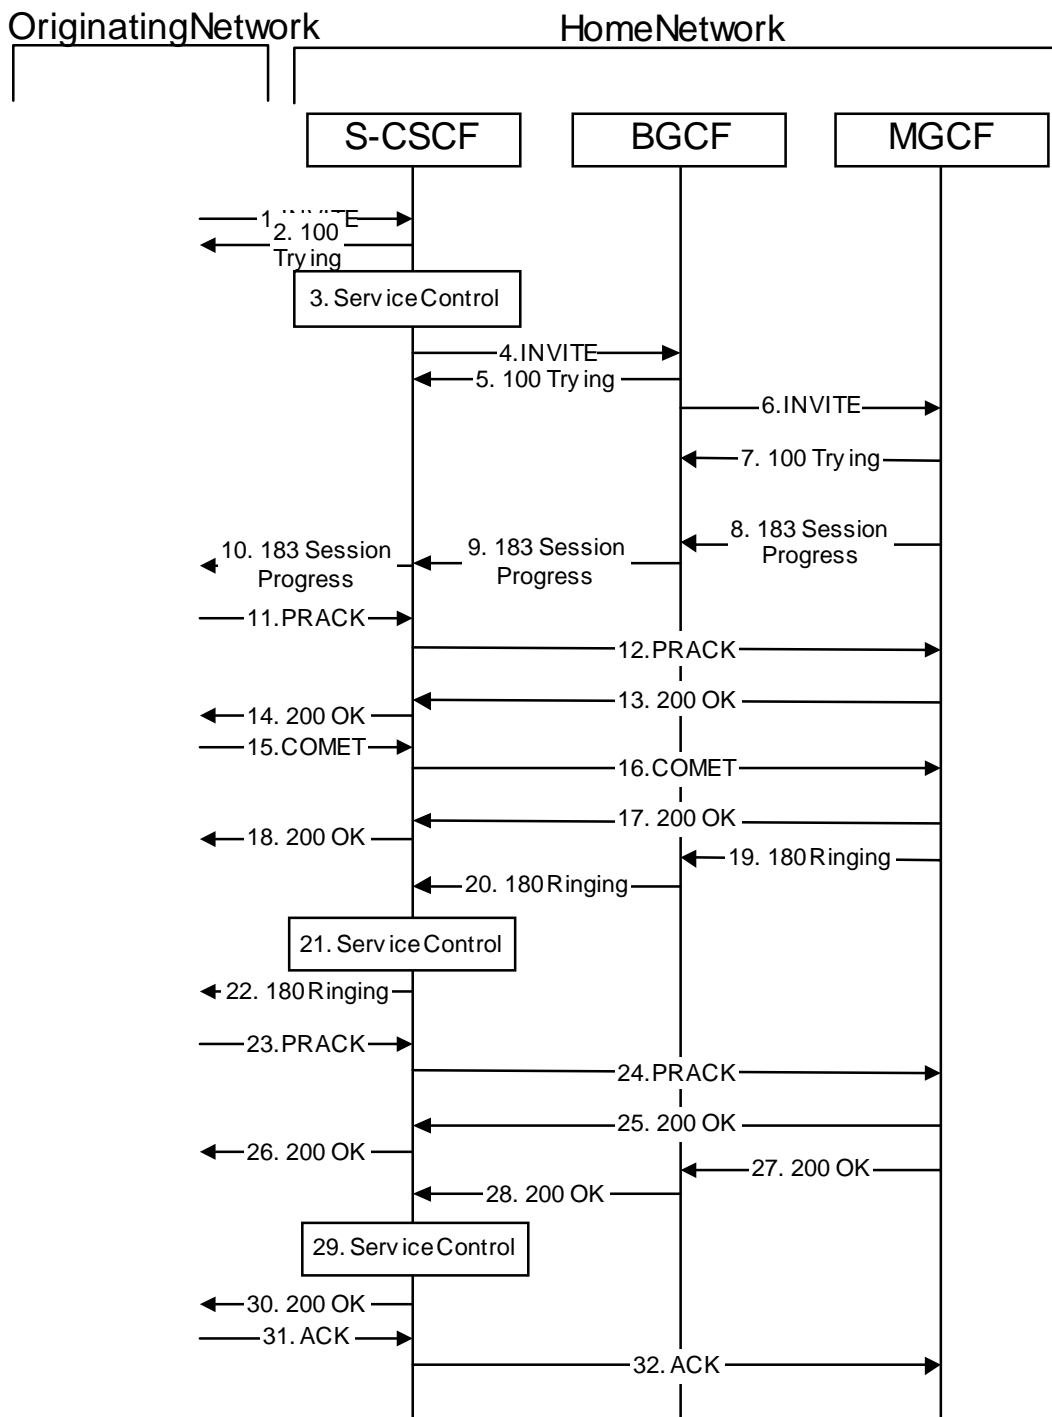 OriginatingNetwork
HomeNetwork
S-CSCF
BGCF
MGCF
1. INVITE
2. 100
Trying
3. ServiceControl
4.INVITE
5. 100 Trying
6.INVITE
7. 100 Trying
8. 183 Session
Progress
9. 183 Session
Progress
10. 183 Session
Progress
11.PRACK
12.PRACK
13. 200 OK
14. 200 OK
15.COMET
16.COMET
17. 200 OK
18. 200 OK
19. 180 Ringing
20. 180 Ringing
21. ServiceControl
22. 180 Ringing
23.PRACK
24.PRACK
25. 200 OK
26. 200 OK
27. 200 OK
28. 200 OK
29. ServiceControl
30. 200 OK
31. ACK
32. ACK